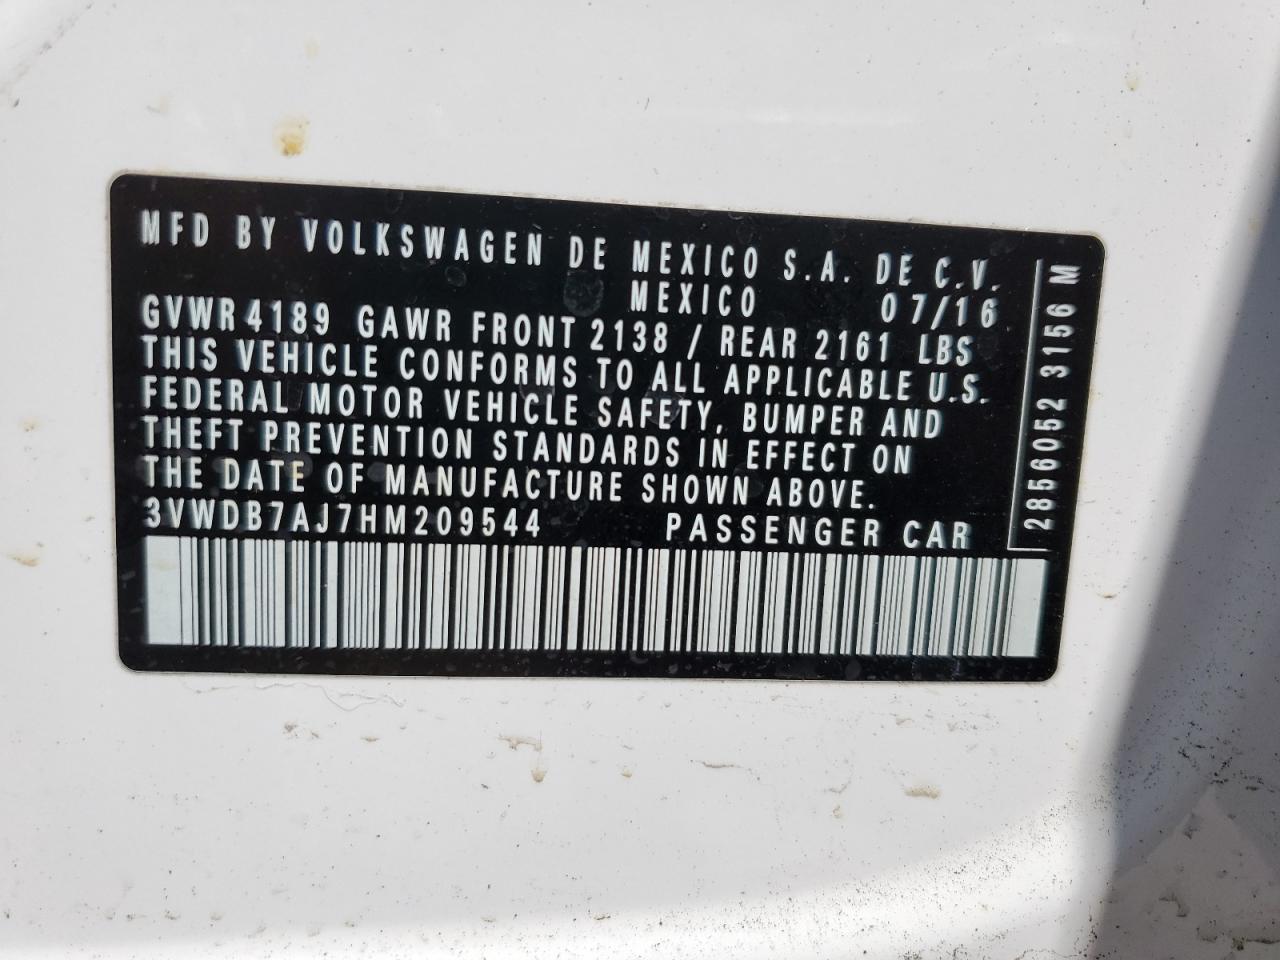 MFD BY VOLKSWAGEN DE MEXICO S.A. DE C.V.
MEXICO 07/16
GVWR 4189 GAWR FRONT 2138 / REAR 2161 LBS
THIS VEHICLE CONFORMS TO ALL APPLICABLE U.S.
FEDERAL MOTOR VEHICLE SAFETY, BUMPER AND
THEFT PREVENTION STANDARDS IN EFFECT ON
THE DATE OF MANUFACTURE SHOWN ABOVE.
3VWDB7AJ7HM209544 PASSENGER CAR
2856052 3156 M